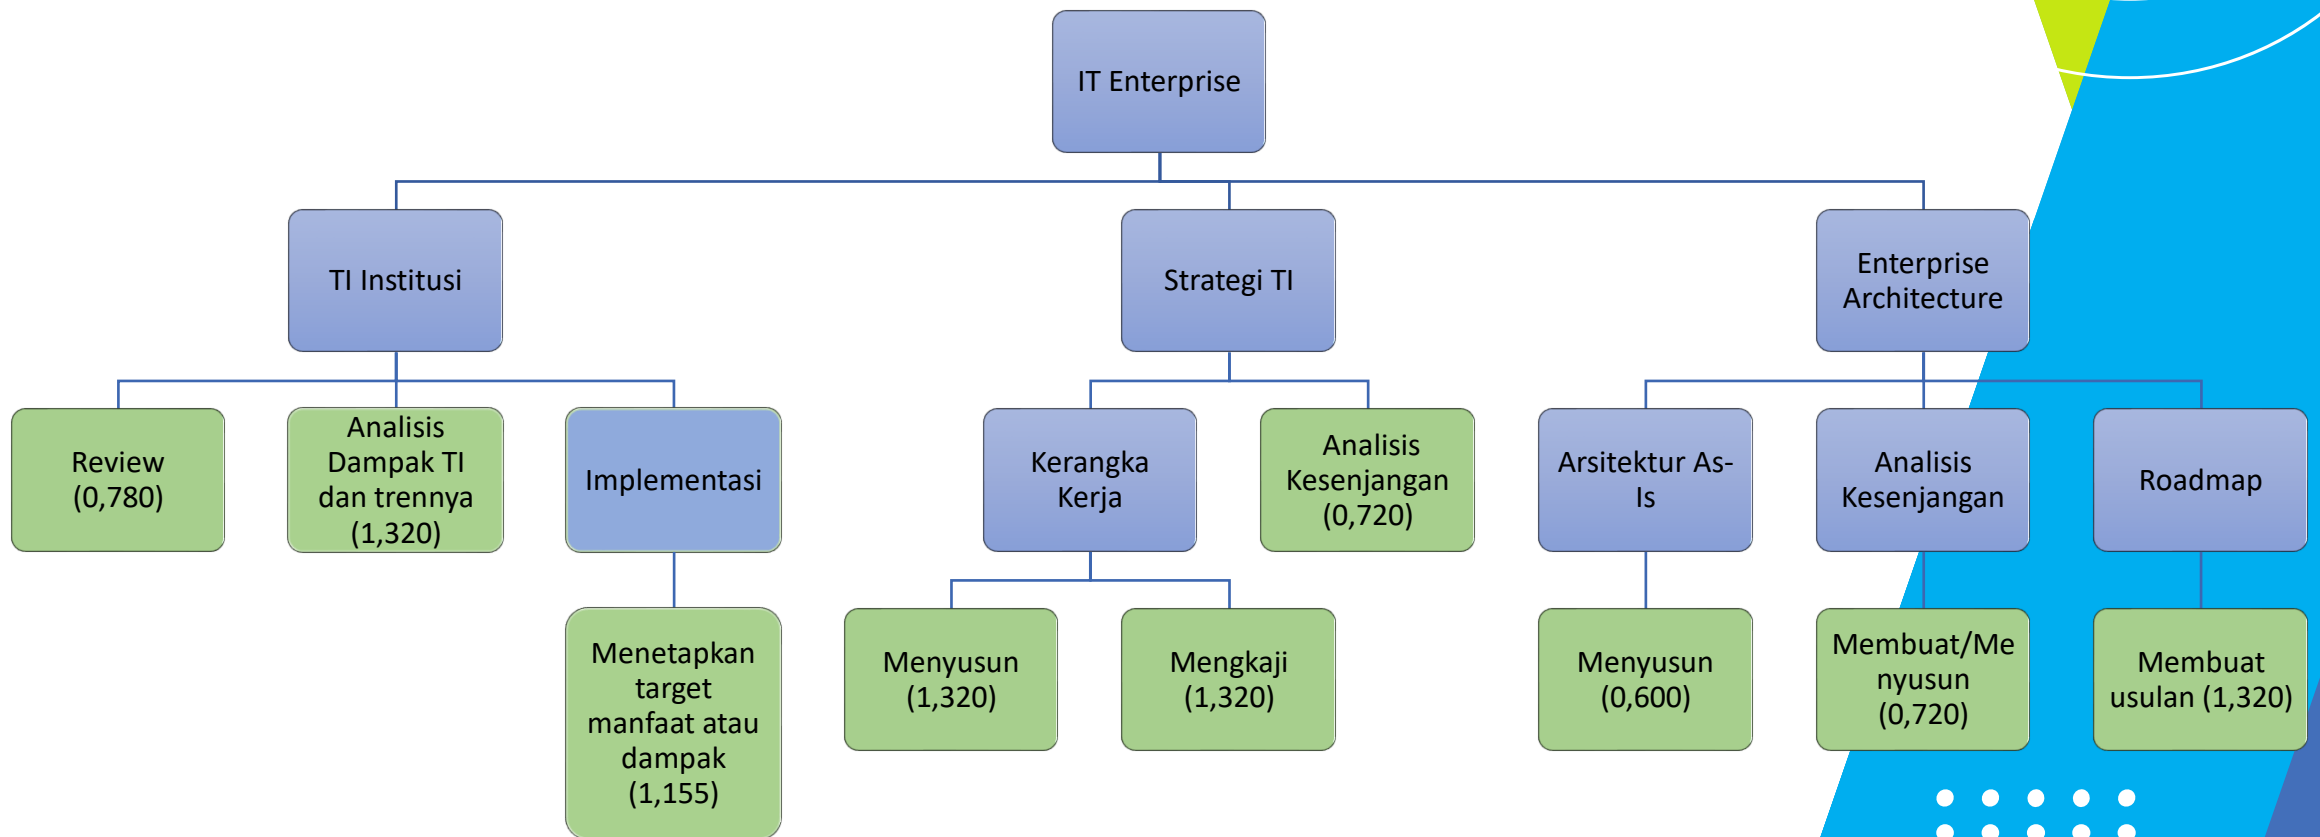 IT Enterprise
TI Institusi
Strategi TI
Enterprise
Architecture
Review
(0,780)
Analisis
Dampak TI
dan trennya
(1,320)
Implementasi
Kerangka
Kerja
Analisis
Kesenjangan
(0,720)
Arsitektur As-
Is
Analisis
Kesenjangan
Roadmap
Menetapkan
target
manfaat atau
dampak
(1,155)
Menyusun
(1,320)
Mengkaji
(1,320)
Menyusun
(0,600)
Membuat/Me
nyusun
(0,720)
Membuat
usulan (1,320)